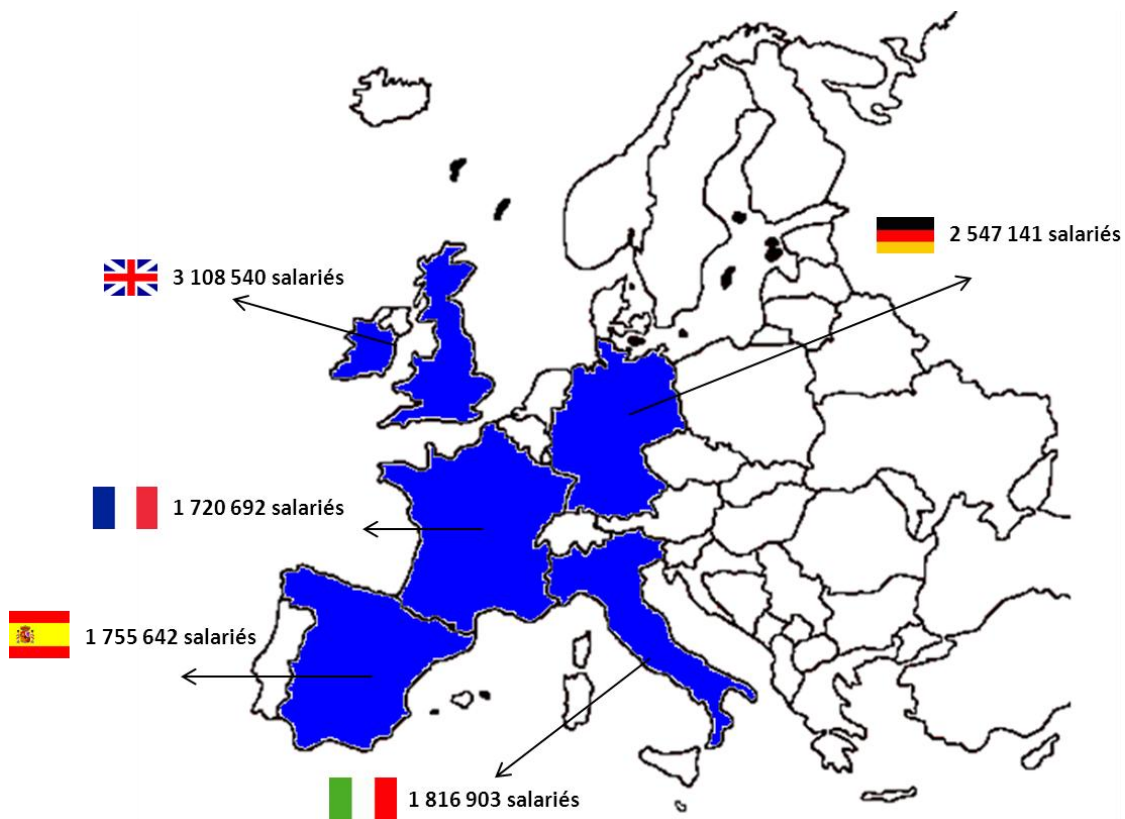 2 547 141 salariés
3 108 540 salariés
1 720 692 salariés
1 755 642 salariés
1 816 903 salariés